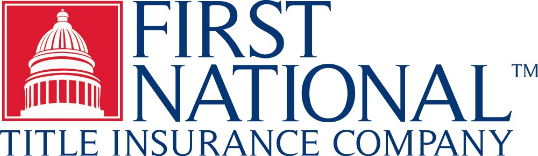 FIRST
NATIONAL™
TITLE INSURANCE COMPANY